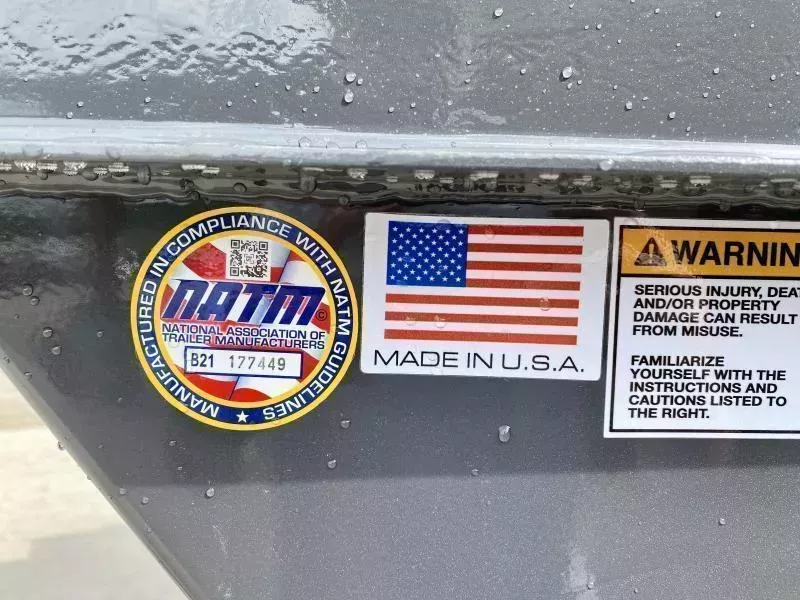 MANUFACTURED IN COMPLIANCE WITH NATM GUIDELINES
NATM©
NATIONAL ASSOCIATION OF
TRAILER MANUFACTURERS
B21 177449
MADE IN U.S.A.
WARNIN
SERIOUS INJURY, DEAT
AND/OR PROPERTY
DAMAGE CAN RESULT
FROM MISUSE.
FAMILIARIZE
YOURSELF WITH THE
INSTRUCTIONS AND
CAUTIONS LISTED TO
THE RIGHT.